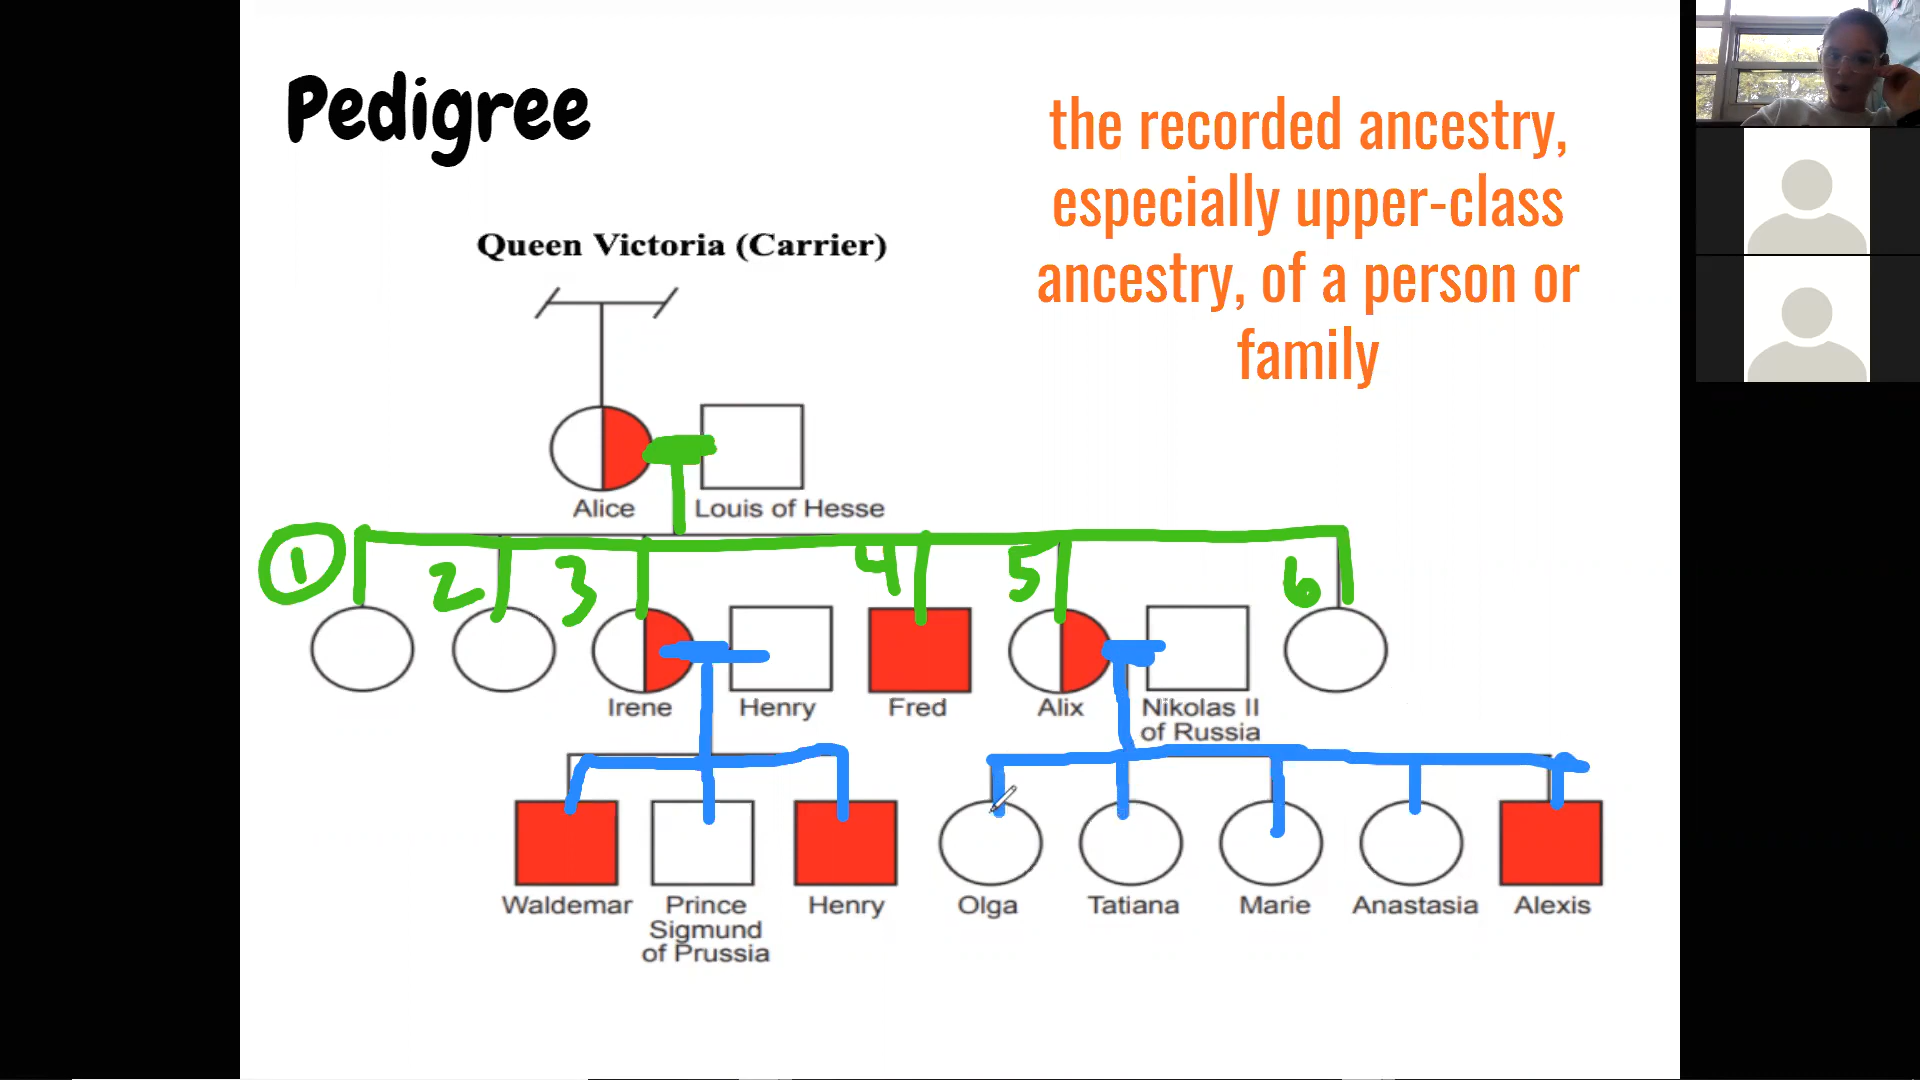 Pedigree
the recorded ancestry,
especially upper-class
ancestry, of a person or
family
Queen Victoria (Carrier)
Alice
Louis of Hesse
1
2
3
4
5
6
Irene
Henry
Fred
Alix
Nikolas II
of Russia
Waldemar
Prince
Sigmund
of Prussia
Henry
Olga
Tatiana
Marie
Anastasia
Alexis